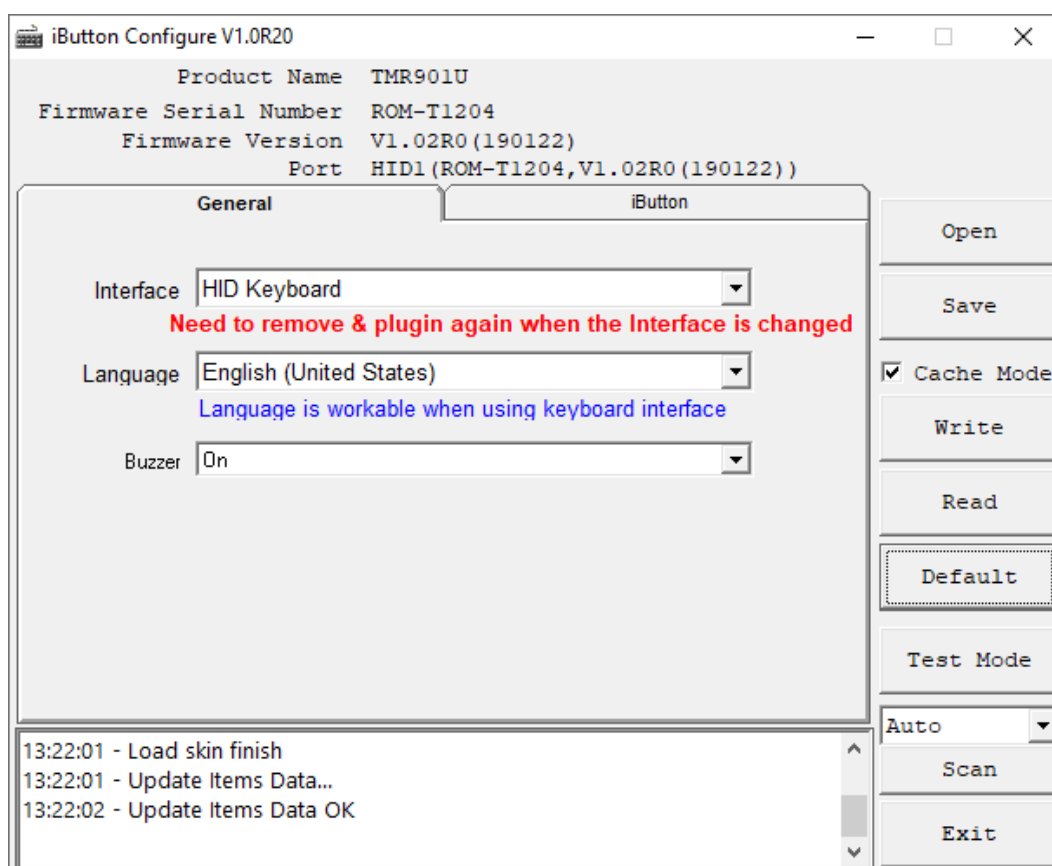 iButton Configure V1.0R20
Product Name TMR901U
Firmware Serial Number ROM-T1204
Firmware Version V1.02R0(190122)
Port HID1(ROM-T1204,V1.02R0(190122))
General iButton
Interface HID Keyboard
Need to remove & plugin again when the Interface is changed
Language English (United States)
Language is workable when using keyboard interface
Buzzer On
Open
Save
Cache Mode
Write
Read
Default
Test Mode
Auto
Scan
Exit
13:22:01 - Load skin finish
13:22:01 - Update Items Data...
13:22:02 - Update Items Data OK